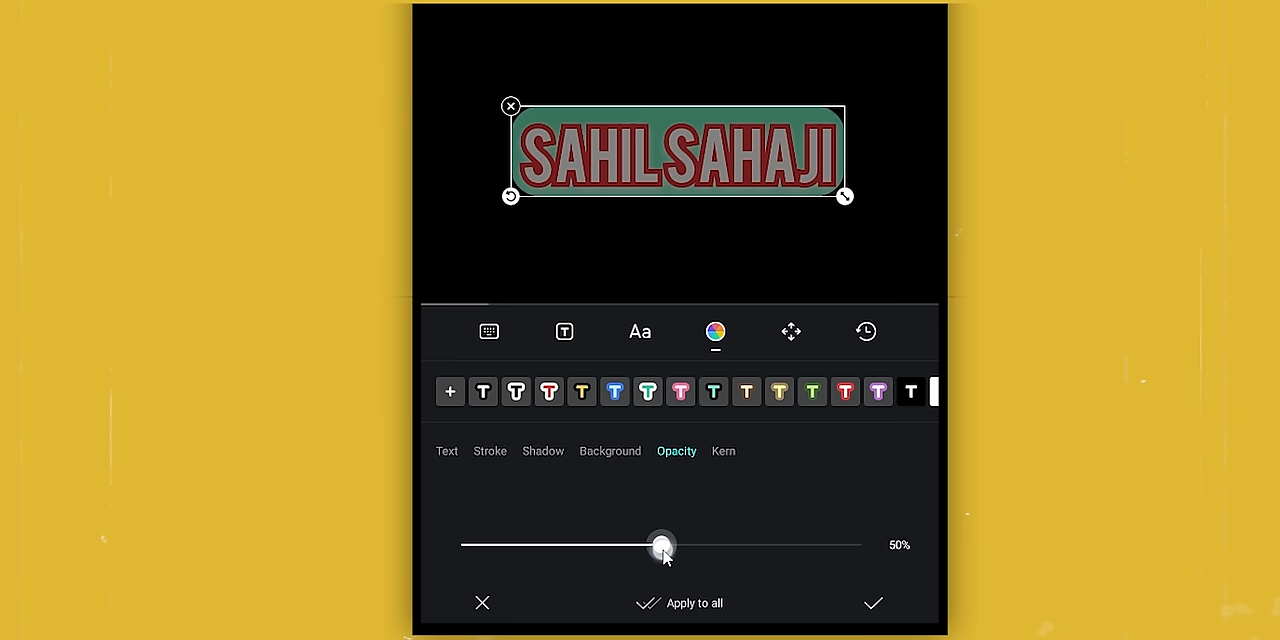 SAHIL SAHAJI
Aa
Text Stroke Shadow Background Opacity Kern
50%
Apply to all